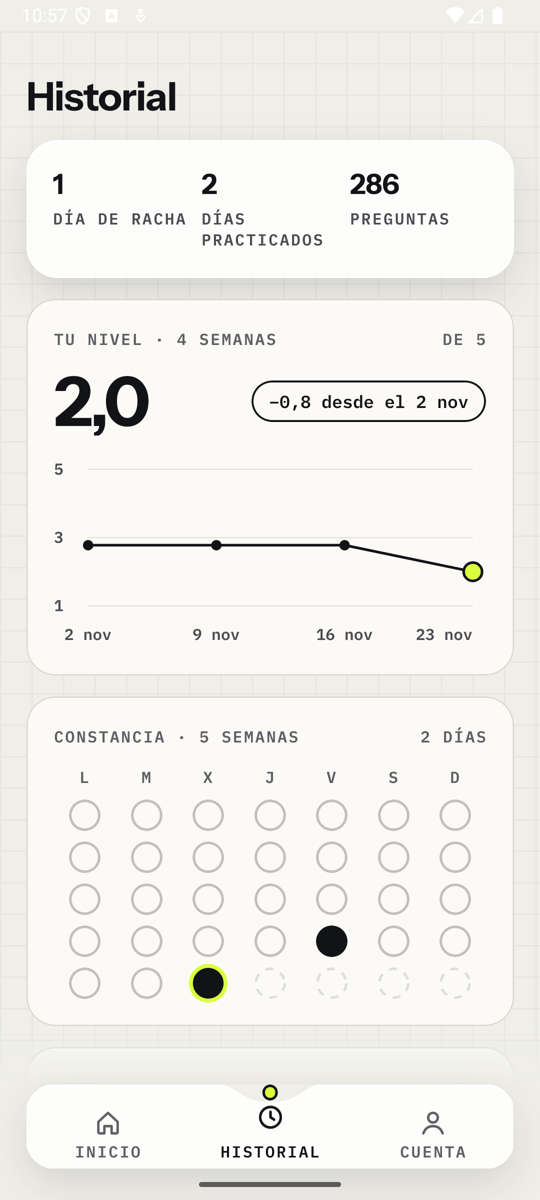 10:57
Historial
1
DÍA DE RACHA
2
DÍAS
PRACTICADOS
286
PREGUNTAS
TU NIVEL · 4 SEMANAS
DE 5
2,0
−0,8 desde el 2 nov
5
3
1
2 nov
9 nov
16 nov
23 nov
CONSTANCIA · 5 SEMANAS
2 DÍAS
L M X J V S D
INICIO
HISTORIAL
CUENTA